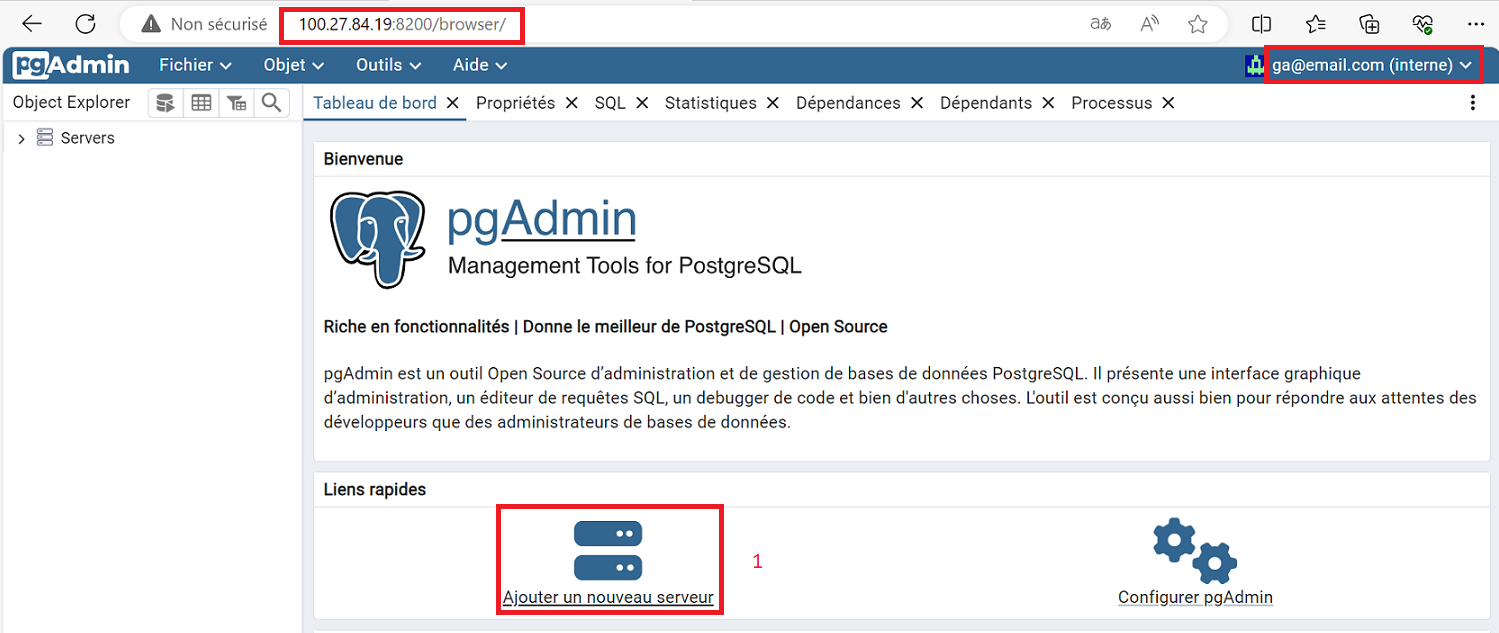 Non sécurisé 100.27.84.19:8200/browser/
pgAdmin Fichier Objet Outils Aide ga@email.com (interne)
Object Explorer Tableau de bord Propriétés SQL Statistiques Dépendances Dépendants Processus
Servers
Bienvenue
pgAdmin
Management Tools for PostgreSQL
Riche en fonctionnalités | Donne le meilleur de PostgreSQL | Open Source
pgAdmin est un outil Open Source d’administration et de gestion de bases de données PostgreSQL. Il présente une interface graphique
d’administration, un éditeur de requêtes SQL, un debugger de code et bien d'autres choses. L'outil est conçu aussi bien pour répondre aux attentes des
développeurs que des administrateurs de bases de données.
Liens rapides
1
Ajouter un nouveau serveur Configurer pgAdmin